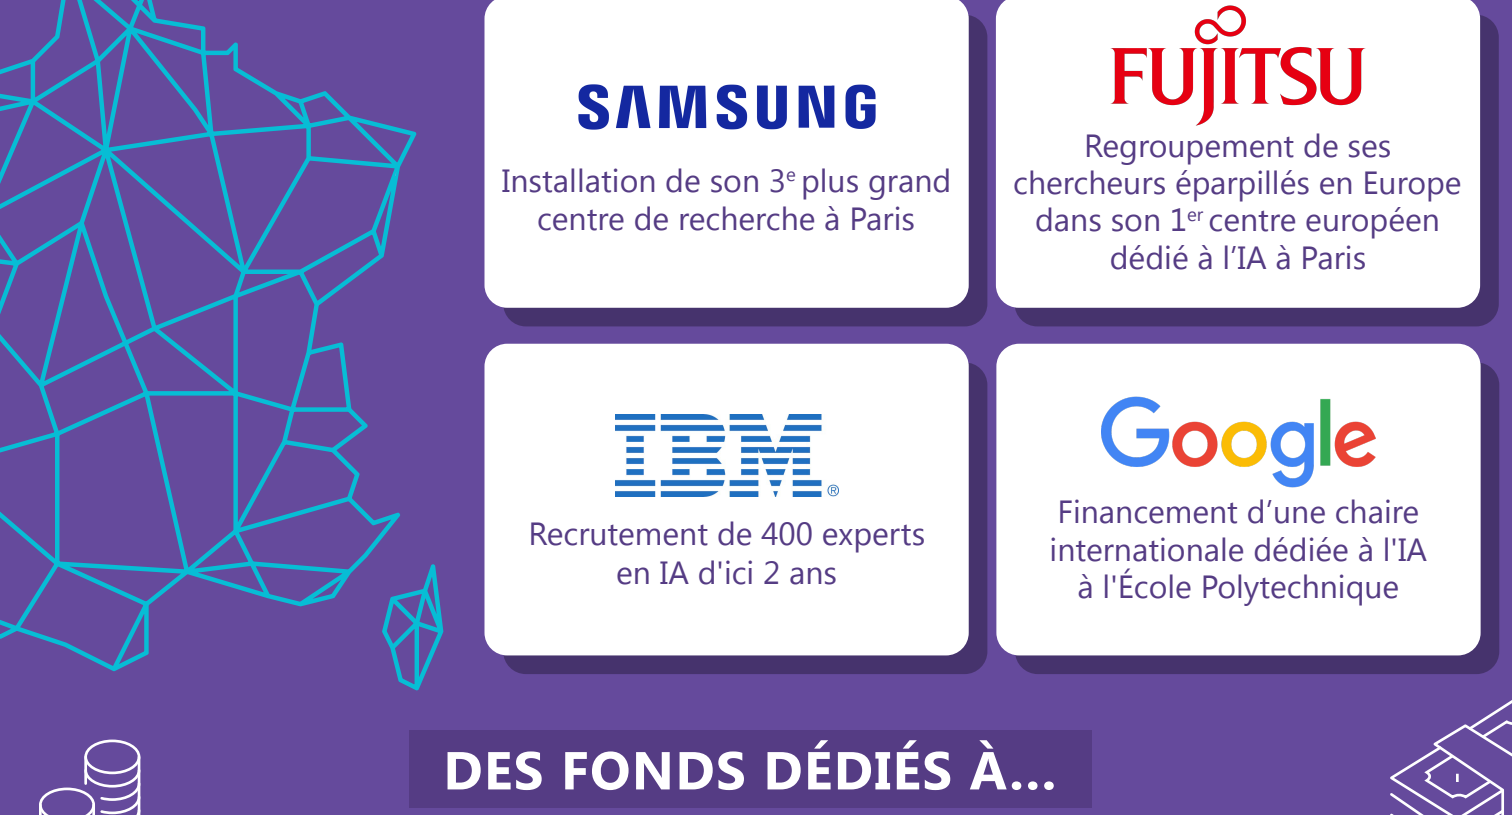 SAMSUNG
Installation de son 3e plus grand
centre de recherche à Paris
FUJITSU
Regroupement de ses
chercheurs éparpillés en Europe
dans son 1er centre européen
dédié à l’IA à Paris
IBM®
Recrutement de 400 experts
en IA d'ici 2 ans
Google
Financement d’une chaire
internationale dédiée à l'IA
à l'École Polytechnique
DES FONDS DÉDIÉS À...